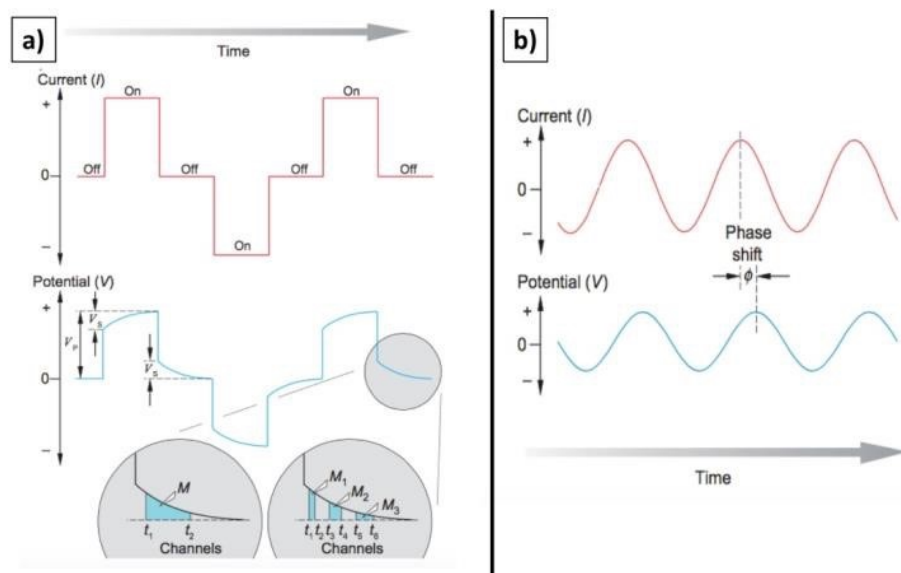 a)
Time
Current (I)
+
0
−
Off
On
Off
On
Off
On
Off
Potential (V)
+
0
−
Vs
Vp
Vs
M
t1 t2
Channels
M1
M2
M3
t1 t2 t3 t4 t5 t6
Channels
b)
Current (I)
+
0
−
Phase
shift
ϕ
Potential (V)
+
0
−
Time